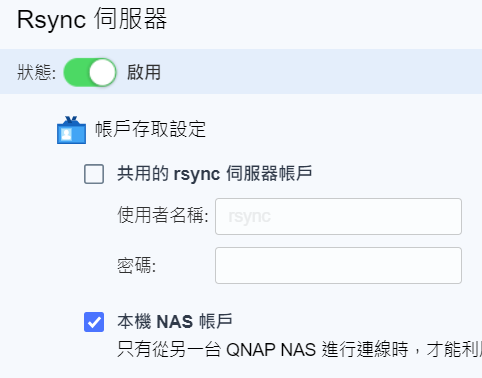 Rsync 伺服器
狀態: 啟用
帳戶存取設定
共用的 rsync 伺服器帳戶
使用者名稱: rsync
密碼:
本機 NAS 帳戶
只有從另一台 QNAP NAS 進行連線時，才能利